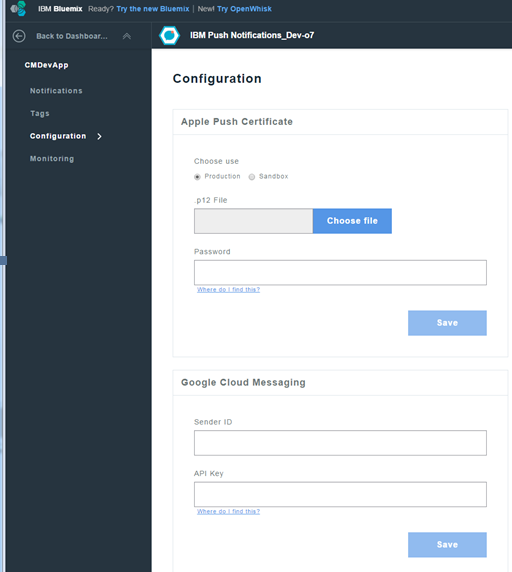 IBM Bluemix Ready? Try the new Bluemix | New! Try OpenWhisk
Back to Dashboar...
IBM Push Notifications_Dev-o7
CMDevApp
Notifications
Tags
Configuration
Monitoring
Configuration
Apple Push Certificate
Choose use
Production Sandbox
.p12 File
Choose file
Password
Where do I find this?
Save
Google Cloud Messaging
Sender ID
API Key
Where do I find this?
Save